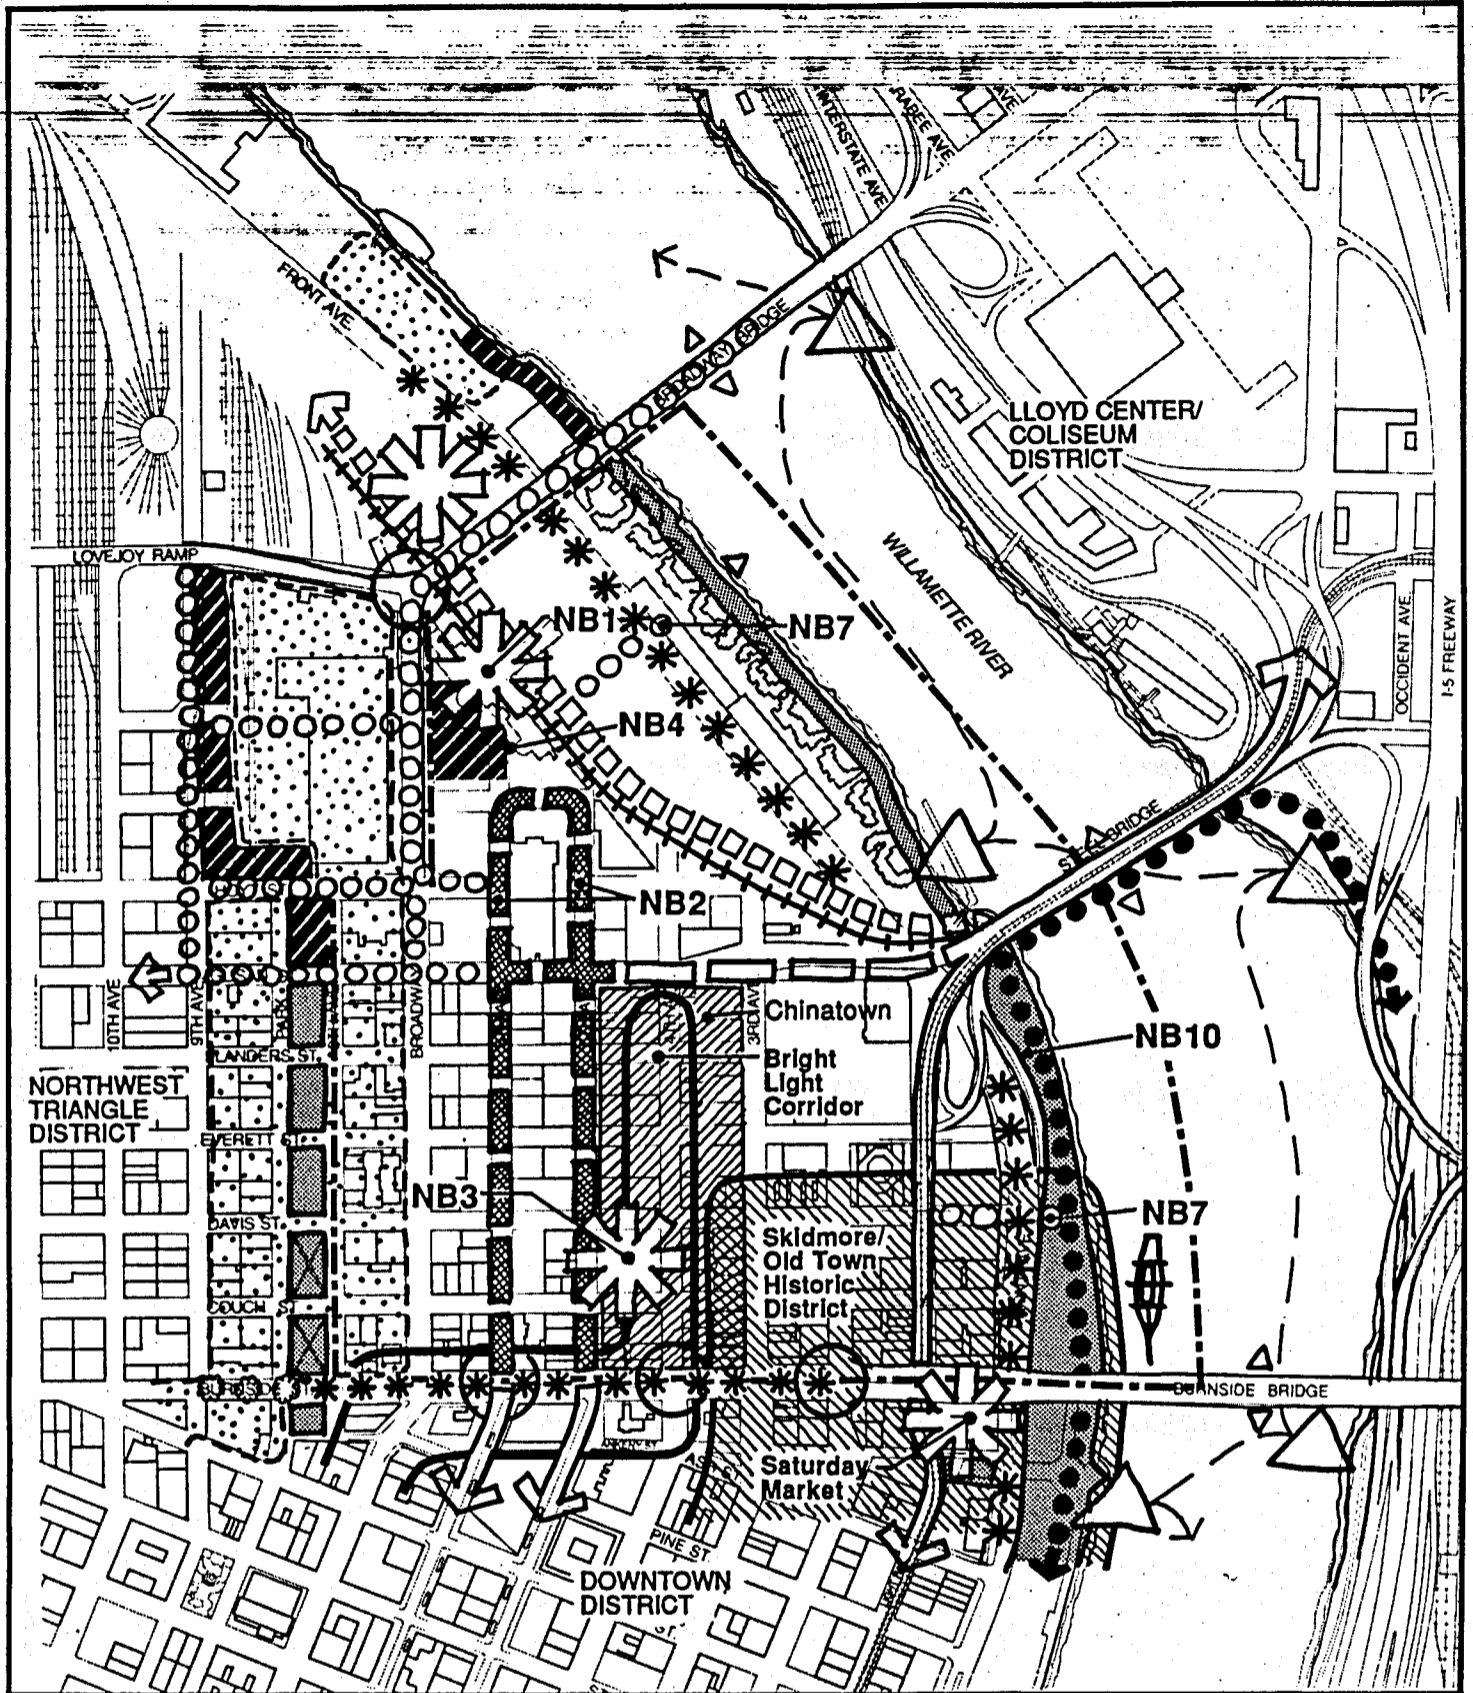 INTERSTATE AVE
AVE
FRONT AVE.
BROADWAY BRIDGE
LLOYD CENTER/
COLISEUM
DISTRICT
LOVEJOY RAMP
WILLAMETTE RIVER
OCCIDENT AVE.
I-5 FREEWAY
NB1
NB7
NB4
BRIDGE
NB2
10TH AVE
9TH AVE
PARK
BROADWAY
3RD AVE
Chinatown
NB10
Bright
Light
Corridor
LANDERS ST.
NORTHWEST
TRIANGLE
DISTRICT
EVERETT ST.
NB3
NB7
DAVIS ST.
Skidmore/
Old Town
Historic
District
COUCH ST
BURNSIDE ST
BURNSIDE BRIDGE
Saturday
Market
PINE ST.
DOWNTOWN
DISTRICT